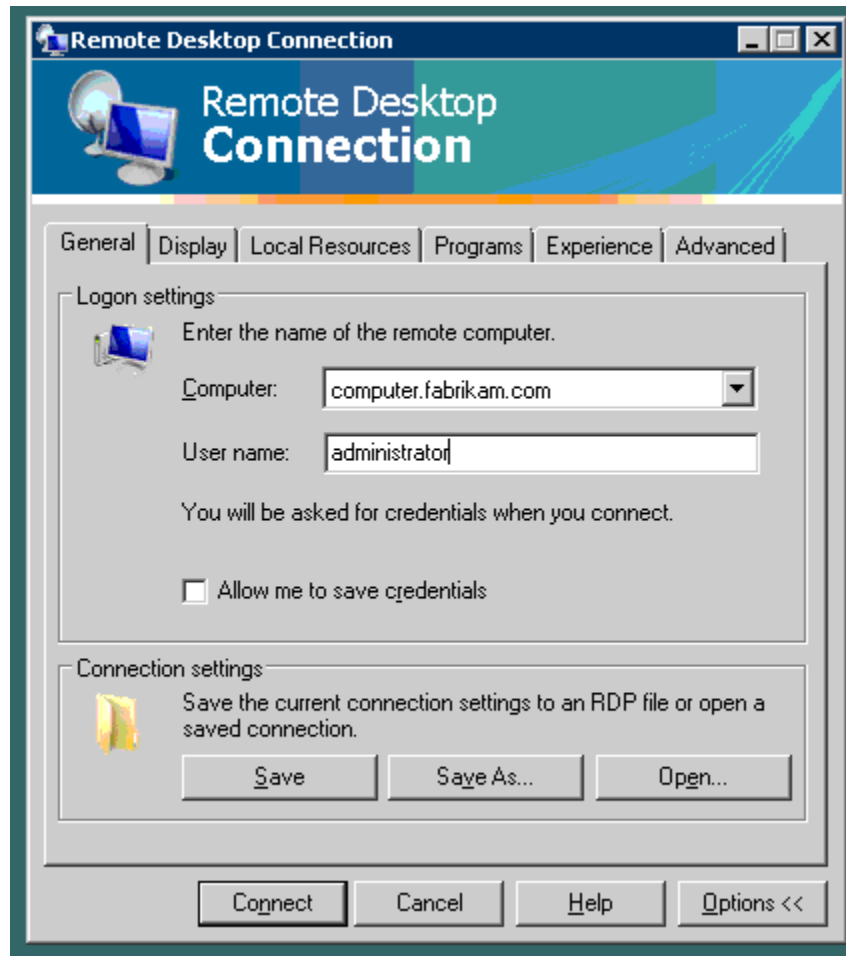 Remote Desktop Connection
Remote Desktop
Connection
General Display Local Resources Programs Experience Advanced
Logon settings
Enter the name of the remote computer.
Computer: computer.fabrikam.com
User name: administrator
You will be asked for credentials when you connect.
Allow me to save credentials
Connection settings
Save the current connection settings to an RDP file or open a
saved connection.
Save Save As... Open...
Connect Cancel Help Options <<